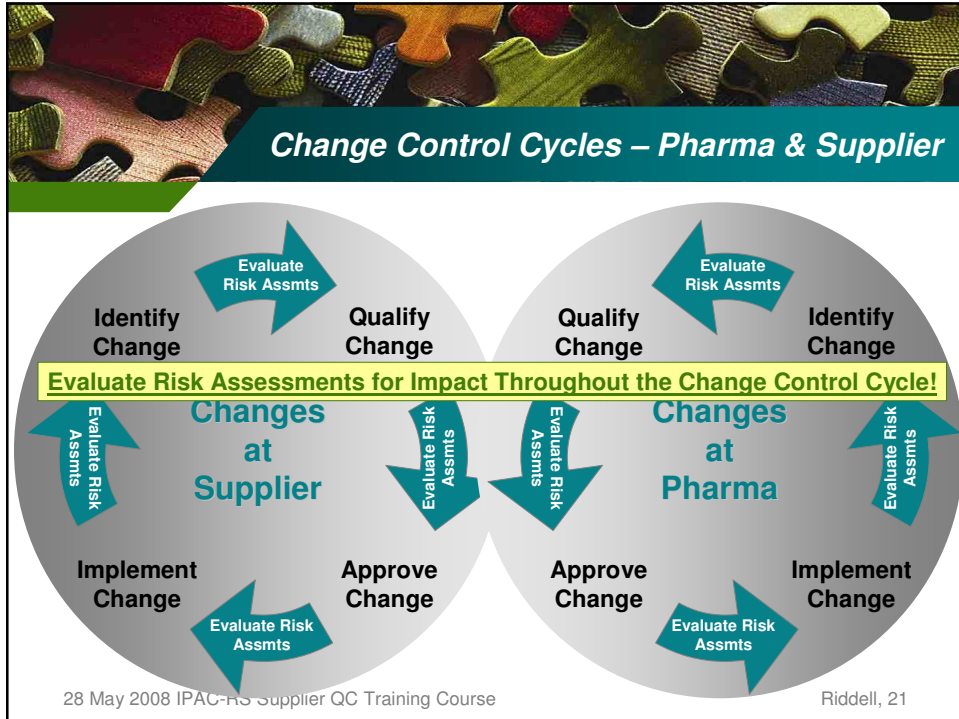 Change Control Cycles – Pharma & Supplier
Evaluate
Risk Assmts
Identify
Change
Qualify
Change
Evaluate Risk
Assmts
Changes
at
Supplier
Evaluate Risk
Assmts
Implement
Change
Approve
Change
Evaluate Risk
Assmts
Evaluate
Risk Assmts
Qualify
Change
Identify
Change
Evaluate Risk Assessments for Impact Throughout the Change Control Cycle!
Evaluate Risk
Assmts
Changes
at
Pharma
Evaluate Risk
Assmts
Approve
Change
Implement
Change
Evaluate Risk
Assmts
28 May 2008 IPAC-RS Supplier QC Training Course
Riddell, 21